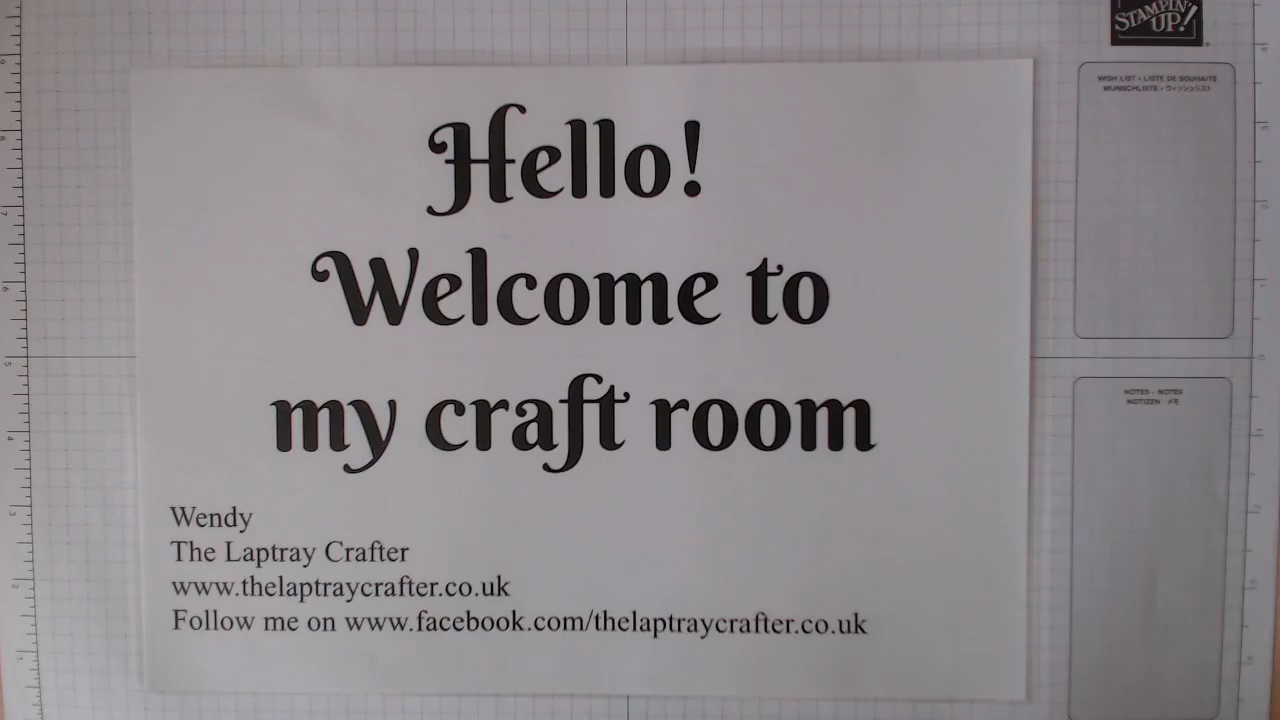 STAMPIN' UP!
WISH LIST • LISTE DE SOUHAITS
WUNSCHLISTE • ウィッシュリスト
Hello!
Welcome to
my craft room
Wendy
The Laptray Crafter
www.thelaptraycrafter.co.uk
Follow me on www.facebook.com/thelaptraycrafter.co.uk
NOTES • NOTES
NOTIZEN